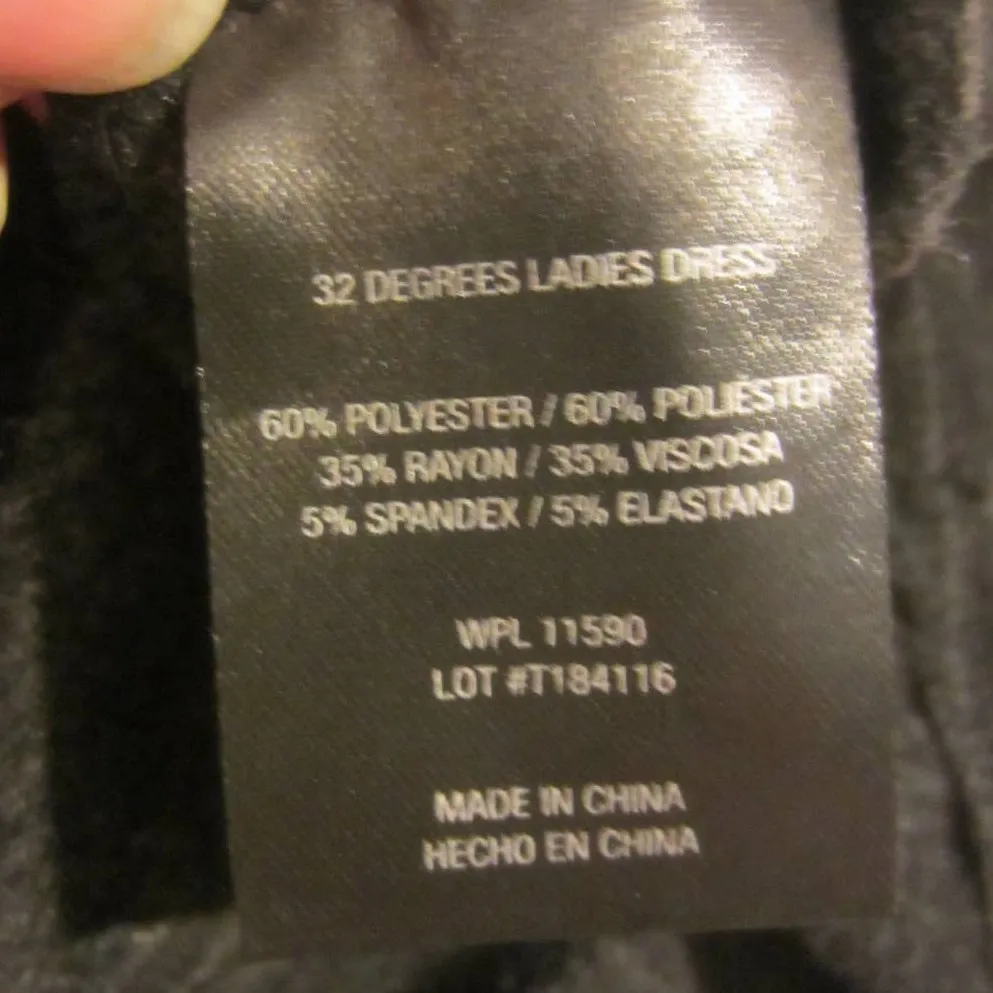 32 DEGREES LADIES DRESS
60% POLYESTER / 60% POLIESTER
35% RAYON / 35% VISCOSA
5% SPANDEX / 5% ELASTANO
WPL 11590
LOT #T184116
MADE IN CHINA
HECHO EN CHINA